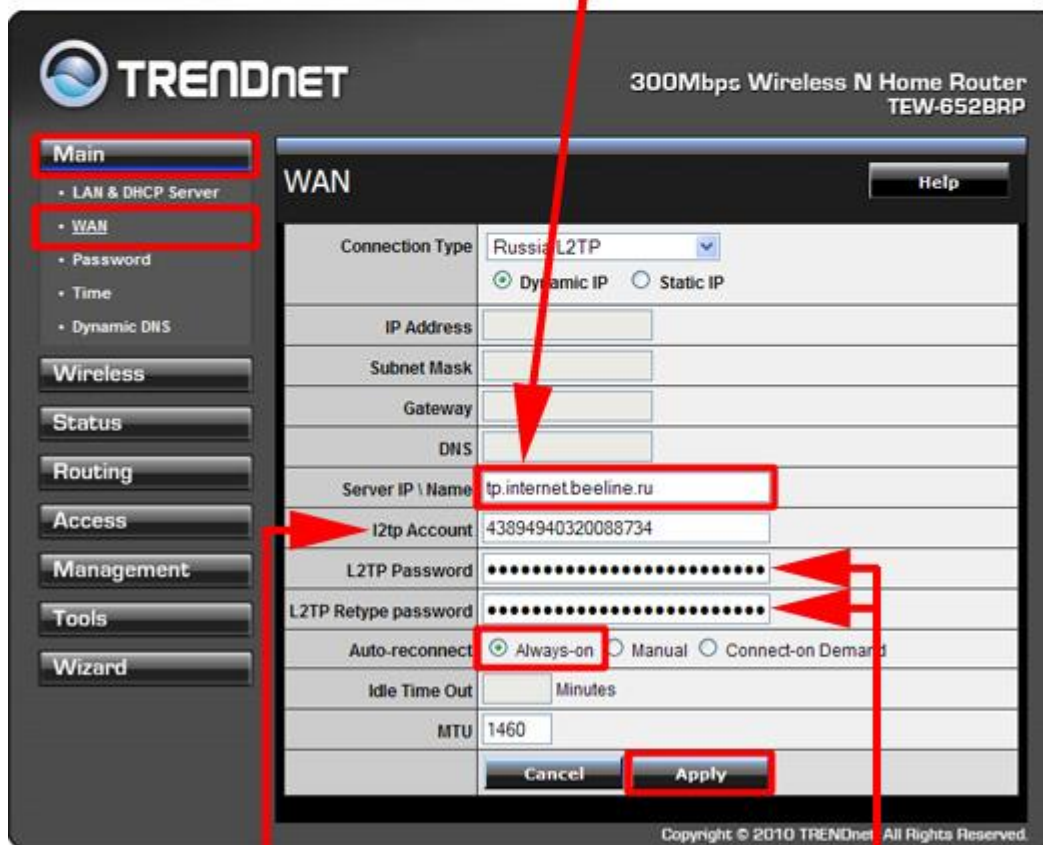 TRENDNET
300Mbps Wireless N Home Router
TEW-652BRP
Main
• LAN & DHCP Server
• WAN
• Password
• Time
• Dynamic DNS
Wireless
Status
Routing
Access
Management
Tools
Wizard
WAN
Help
Connection Type Russia L2TP
Dynamic IP Static IP
IP Address
Subnet Mask
Gateway
DNS
Server IP \ Name tp.internet.beeline.ru
l2tp Account 43894940320088734
L2TP Password ●●●●●●●●●●●●●●●●●●●●●●●●●●
L2TP Retype password ●●●●●●●●●●●●●●●●●●●●●●●●●●
Auto-reconnect Always-on Manual Connect-on Demand
Idle Time Out Minutes
MTU 1460
Cancel Apply
Copyright © 2010 TRENDnet. All Rights Reserved.